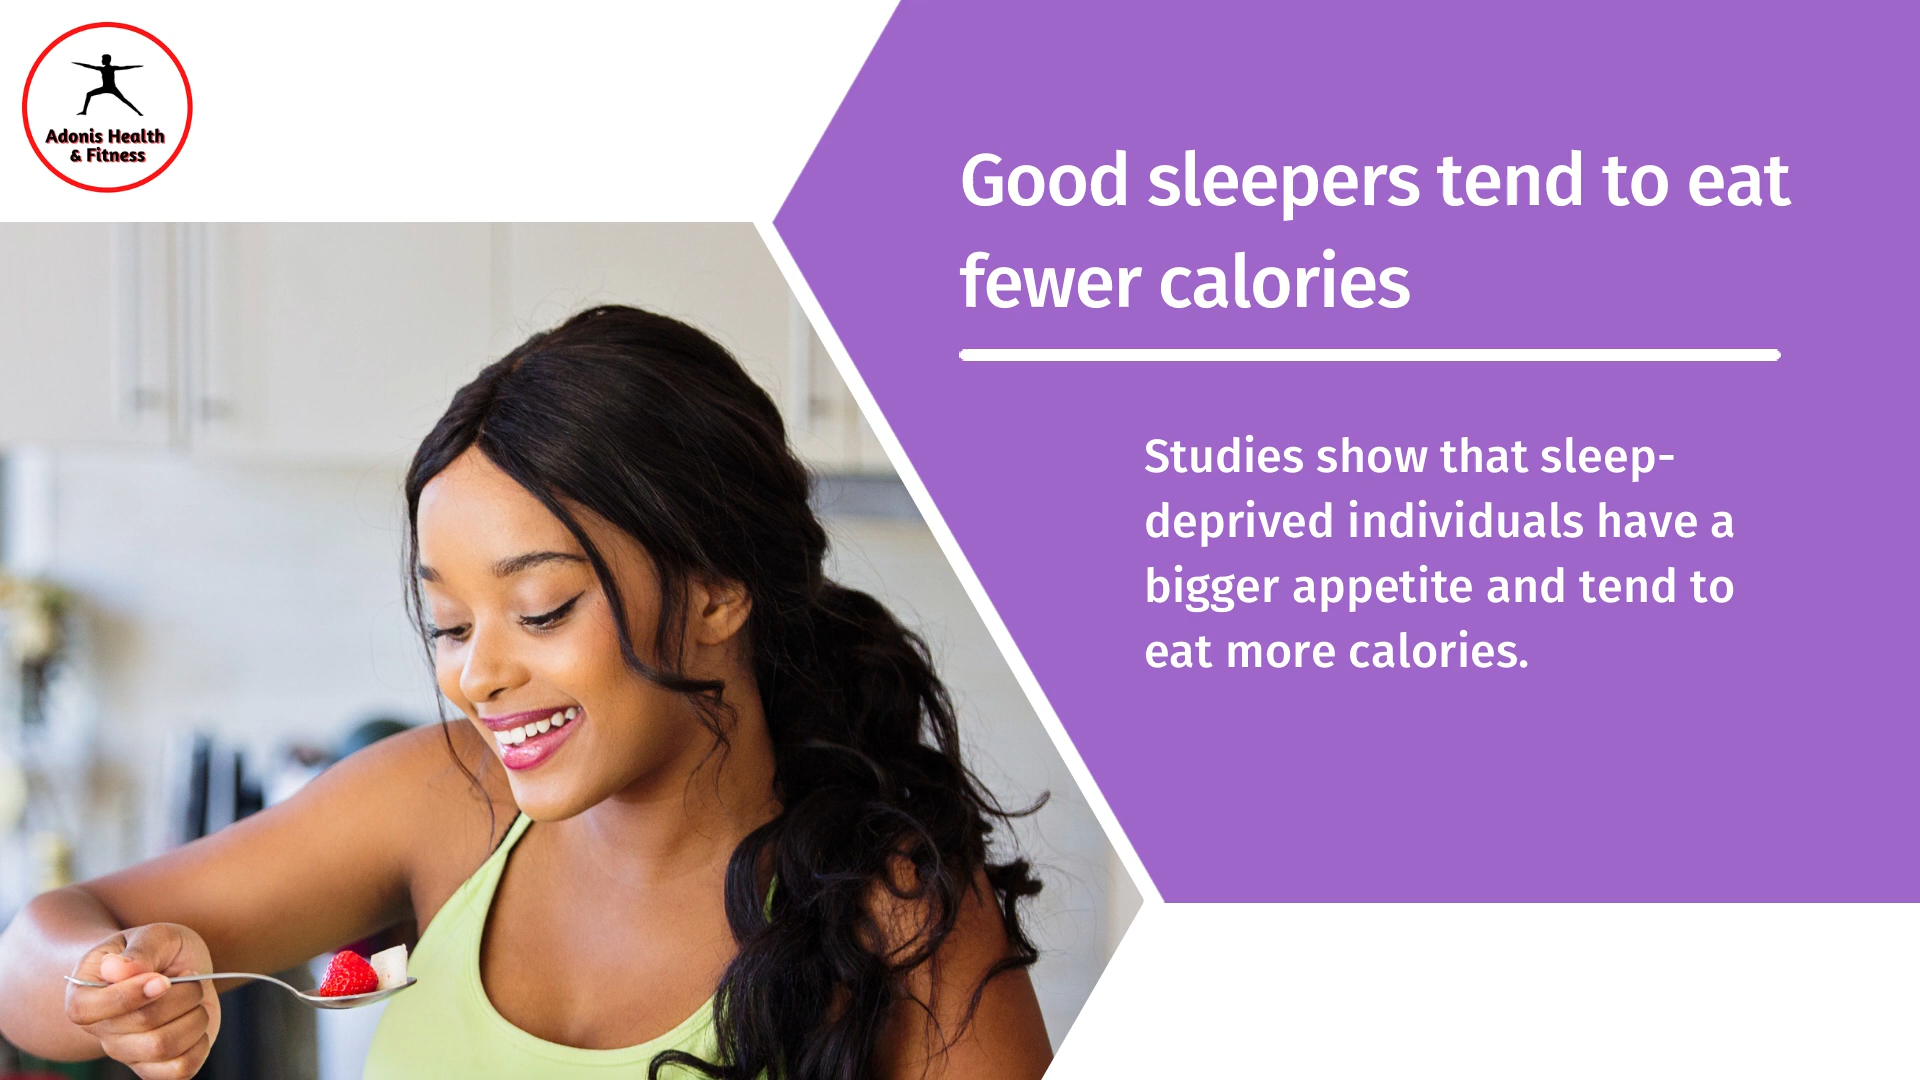 Adonis Health
& Fitness
Good sleepers tend to eat
fewer calories
Studies show that sleep-
deprived individuals have a
bigger appetite and tend to
eat more calories.